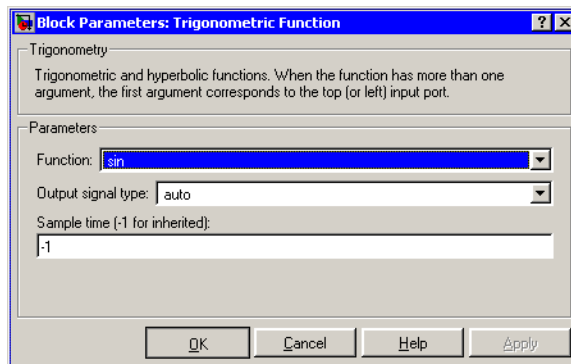 Block Parameters: Trigonometric Function
Trigonometry
Trigonometric and hyperbolic functions. When the function has more than one
argument, the first argument corresponds to the top (or left) input port.
Parameters
Function: sin
Output signal type: auto
Sample time (-1 for inherited):
-1
OK Cancel Help Apply